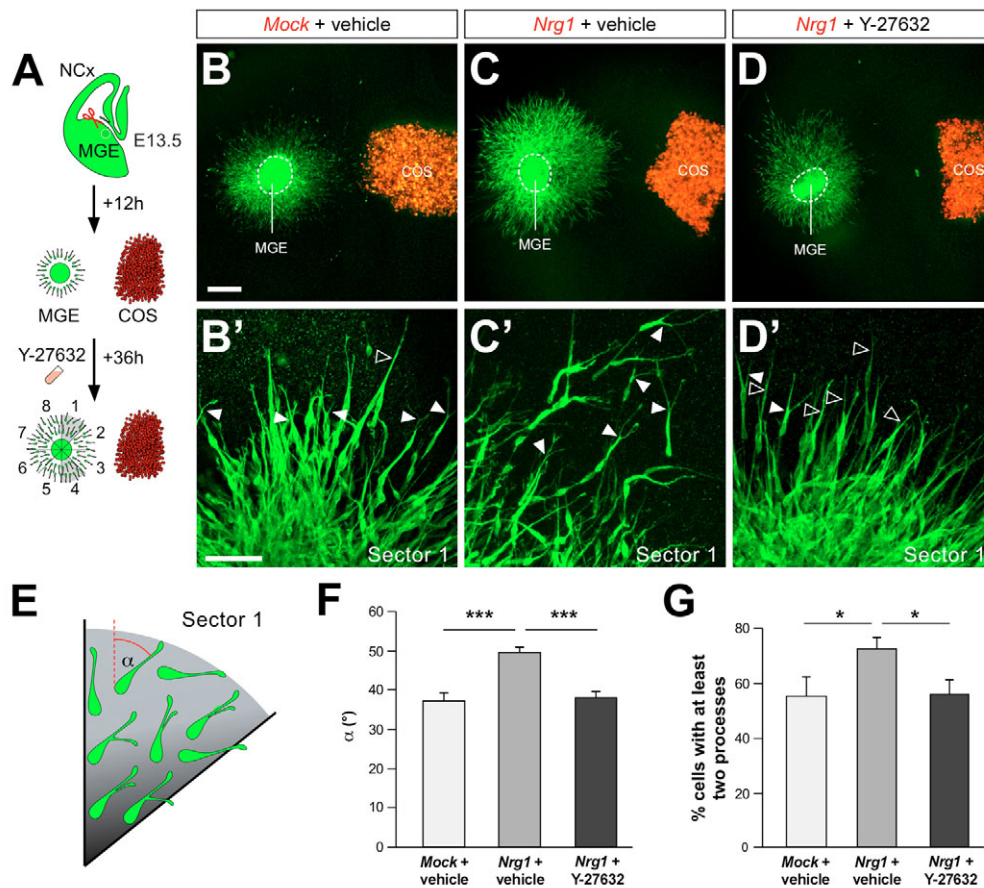 Mock + vehicle
Nrg1 + vehicle
Nrg1 + Y-27632
A
NCx
MGE
E13.5
+12h
MGE
COS
Y-27632
+36h
8
1
7
2
6
3
5
4
B
COS
MGE
C
COS
MGE
D
COS
MGE
B'
Sector 1
C'
Sector 1
D'
Sector 1
E
Sector 1
α
F
***
***
60
50
40
30
20
10
0
α (°)
Mock +
vehicle
Nrg1 +
vehicle
Nrg1 +
Y-27632
G
*
*
80
60
40
20
0
% cells with at least
two processes
Mock +
vehicle
Nrg1 +
vehicle
Nrg1 +
Y-27632